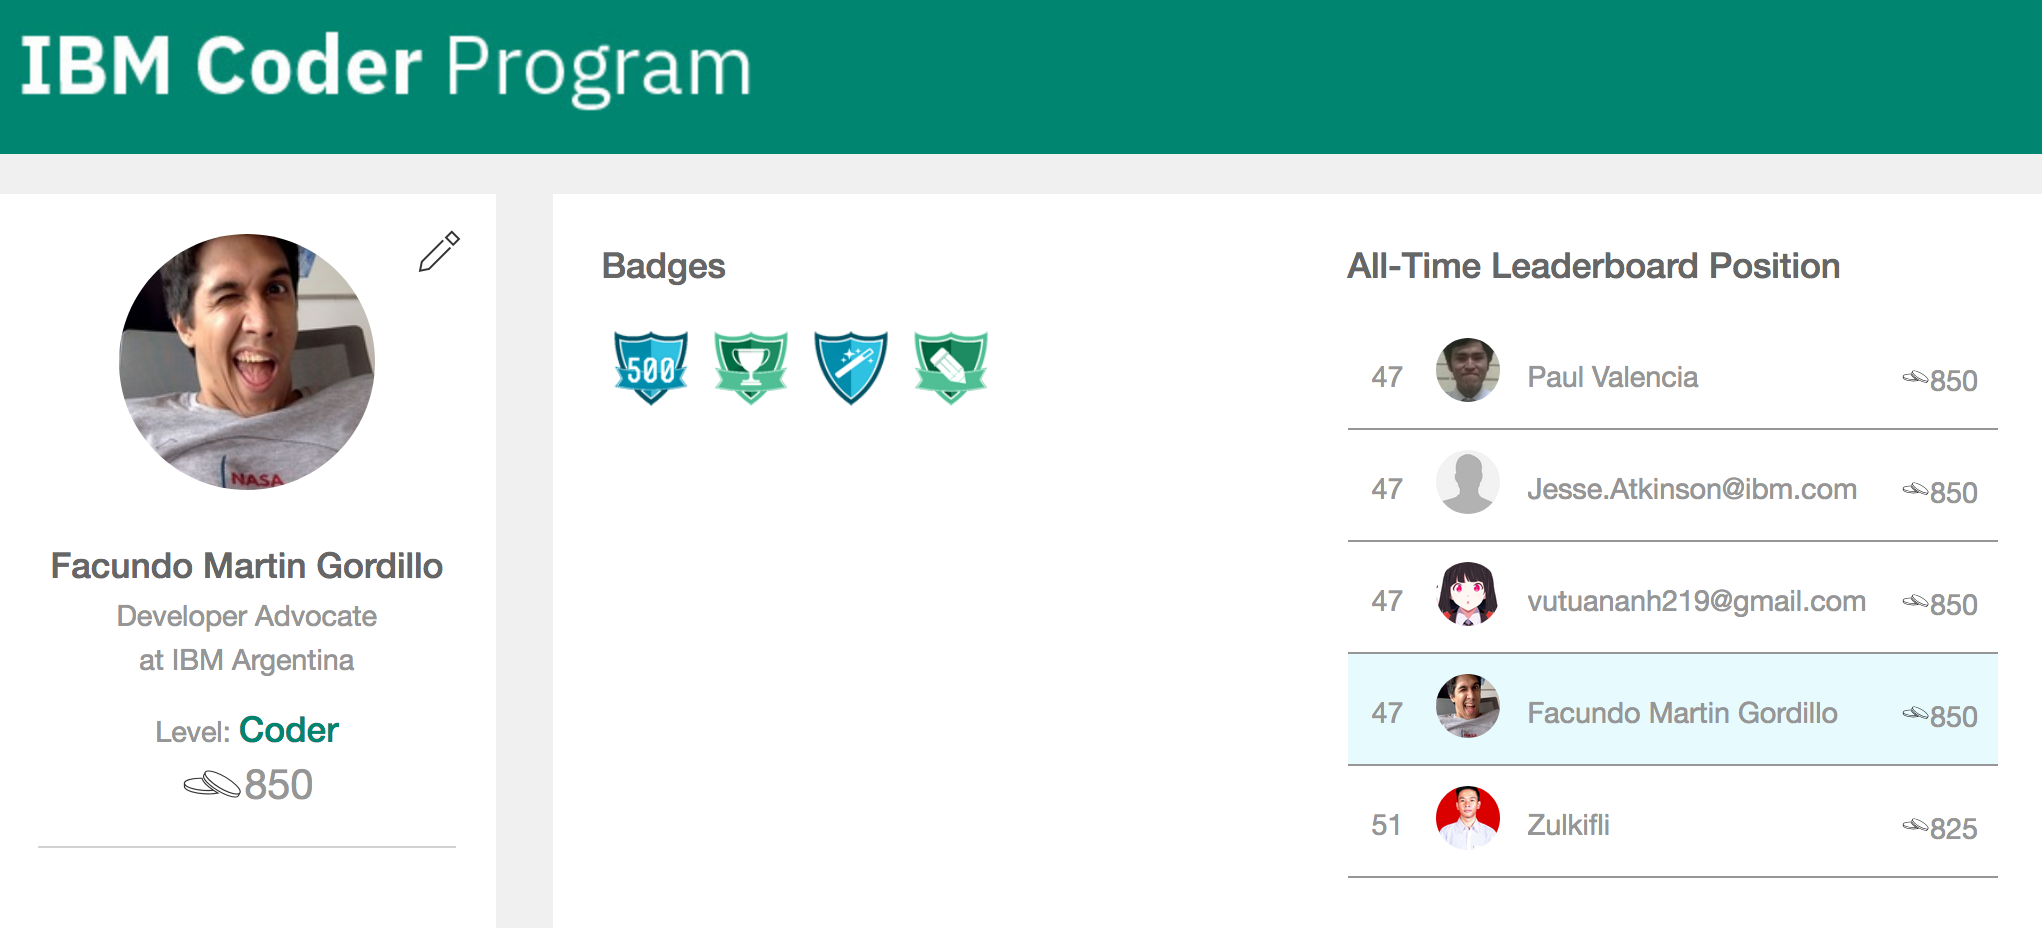 IBM Coder Program
NASA
Facundo Martin Gordillo
Developer Advocate
at IBM Argentina
Level: Coder
850
Badges
500
All-Time Leaderboard Position
47 Paul Valencia 850
47 Jesse.Atkinson@ibm.com 850
47 vutuananh219@gmail.com 850
47 Facundo Martin Gordillo 850
51 Zulkifli 825